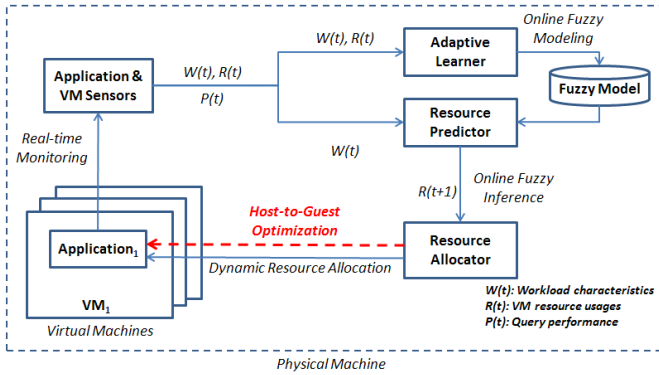 Online Fuzzy
Modeling
W(t), R(t)
Adaptive
Learner
Application &
VM Sensors
W(t), R(t)
P(t)
Fuzzy Model
Resource
Predictor
Real-time
Monitoring
W(t)
R(t+1)
Online Fuzzy
Inference
Host-to-Guest
Optimization
Application1
Resource
Allocator
Dynamic Resource Allocation
VM1
W(t): Workload characteristics
R(t): VM resource usages
P(t): Query performance
Virtual Machines
Physical Machine